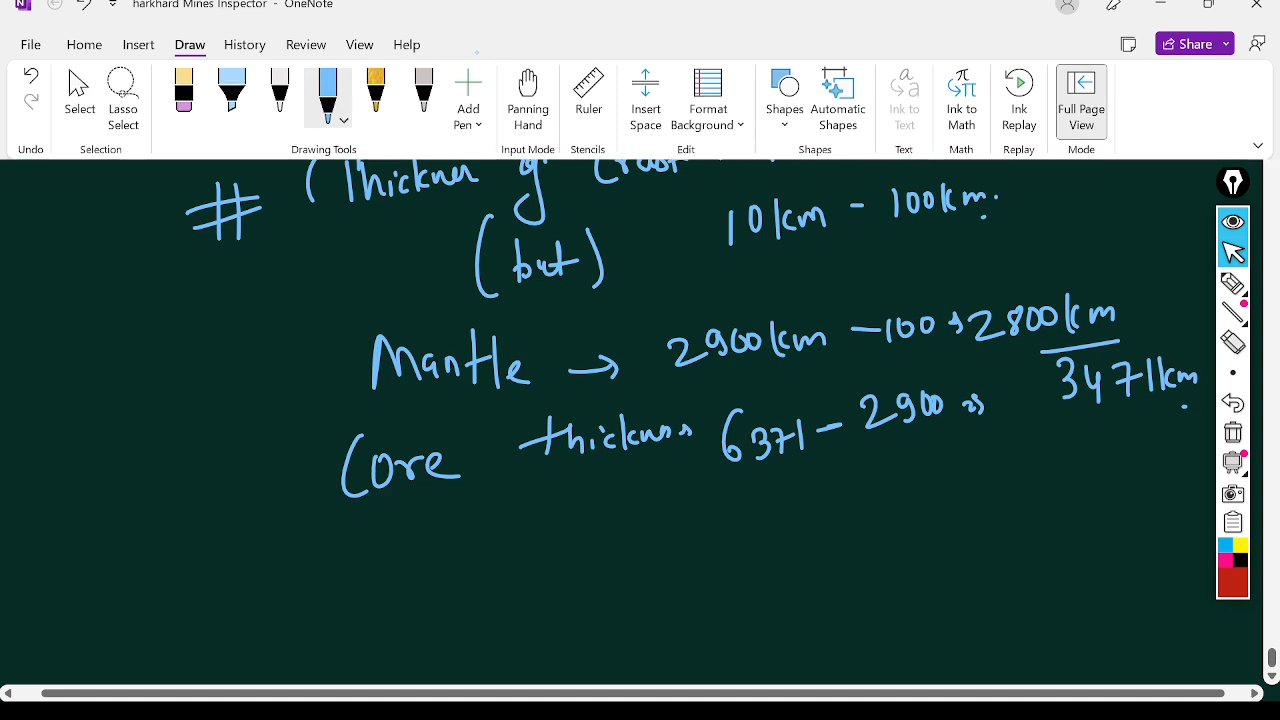 harkhard Mines Inspector - OneNote
File Home Insert Draw History Review View Help Share
Select
Lasso Select
Add Pen
Panning Hand
Ruler
Insert Space
Format Background
Shapes
Automatic Shapes
Ink to Text
Ink to Math
Ink Replay
Full Page View
Undo Selection Drawing Tools Input Mode Stencils Edit Shapes Text Math Replay Mode
# (Thickner of
10km - 100km.
(but)
Mantle → 2900km - 100 2800km
Core thickness 6371 - 2900 3471km